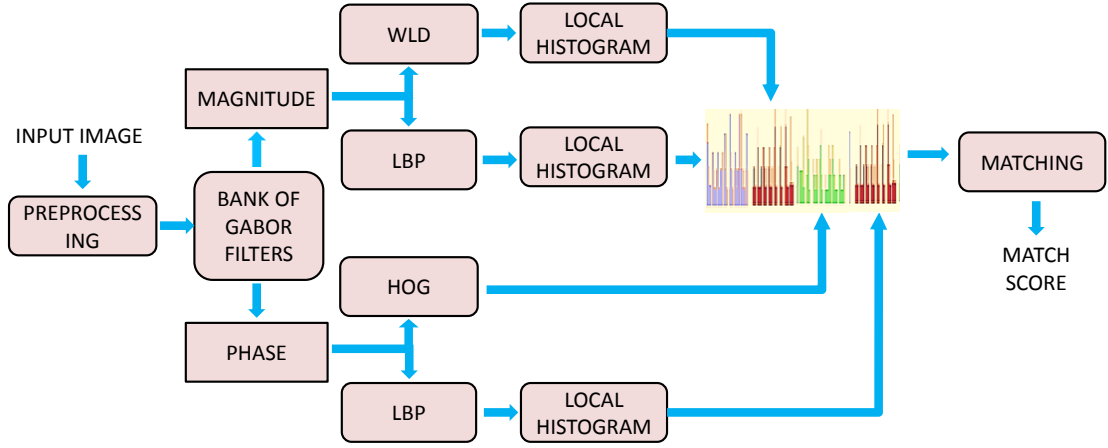 INPUT IMAGE
PREPROCESS
ING
BANK OF
GABOR
FILTERS
MAGNITUDE
PHASE
WLD
LOCAL
HISTOGRAM
LBP
LOCAL
HISTOGRAM
HOG
LBP
LOCAL
HISTOGRAM
MATCHING
MATCH
SCORE